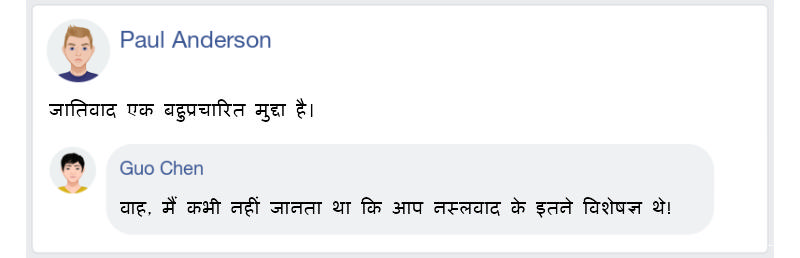 Paul Anderson
जातिवाद एक बहुप्रचारित मुद्दा है।
Guo Chen
वाह, मैं कभी नहीं जानता था कि आप नस्लवाद के इतने विशेषज्ञ थे!